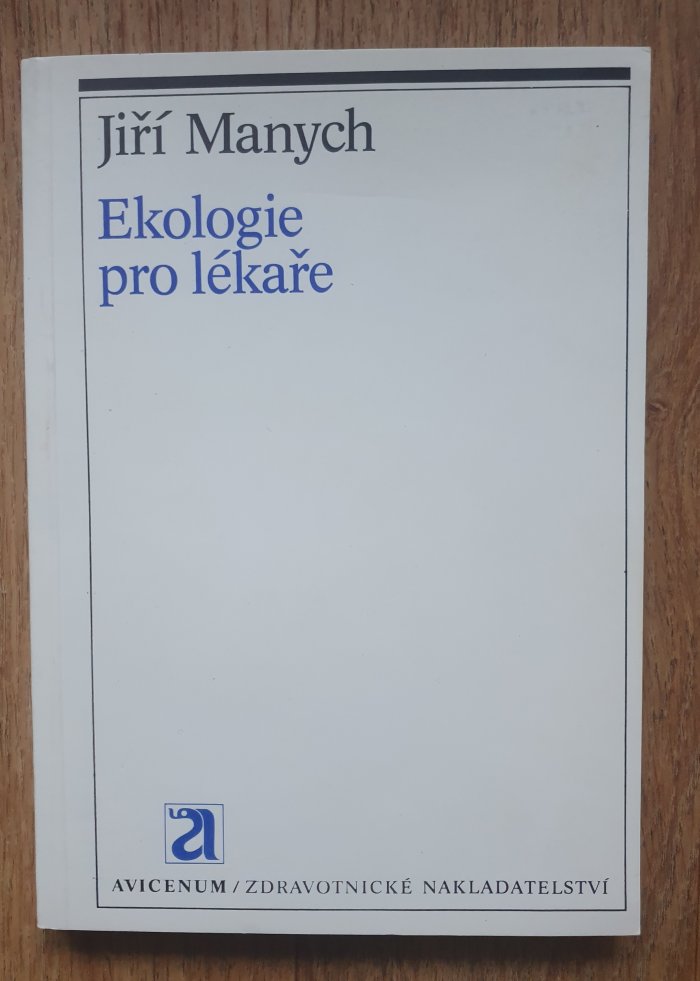 Jiří Manych
Ekologie
pro lékaře
a
AVICENUM / ZDRAVOTNICKÉ NAKLADATELSTVÍ